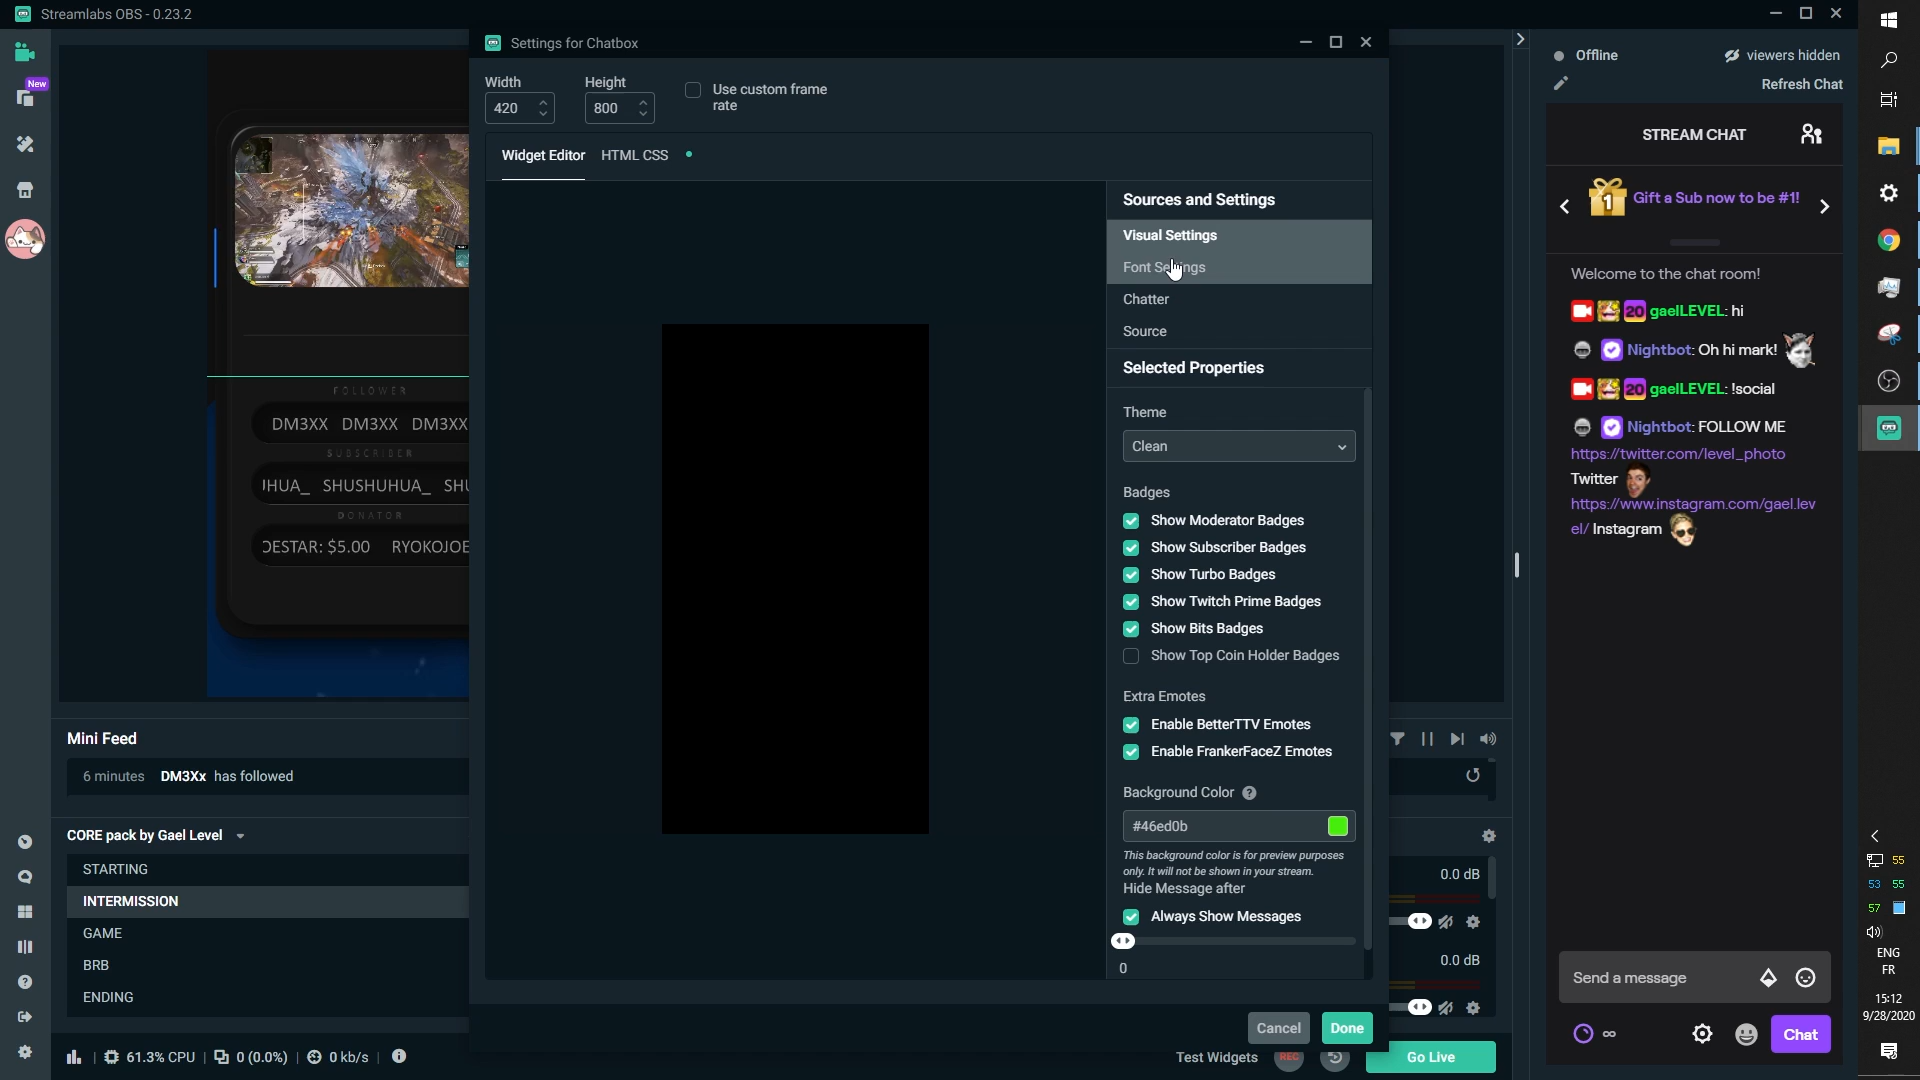 Streamlabs OBS - 0.23.2
New
FOLLOWER
DM3XX DM3XX DM3XX
SUBSCRIBER
IHUA_ SHUSHUHUA_ SHU
DONATOR
ESTAR: $5.00 RYOKOJOE
Mini Feed
6 minutes DM3Xx has followed
CORE pack by Gael Level
STARTING
INTERMISSION
GAME
BRB
ENDING
61.3% CPU 0 (0.0%) 0 kb/s
Settings for Chatbox
Width Height
420 800
Use custom frame
rate
Widget Editor HTML CSS
Sources and Settings
Visual Settings
Font Settings
Chatter
Source
Selected Properties
Theme
Clean
Badges
Show Moderator Badges
Show Subscriber Badges
Show Turbo Badges
Show Twitch Prime Badges
Show Bits Badges
Show Top Coin Holder Badges
Extra Emotes
Enable BetterTTV Emotes
Enable FrankerFaceZ Emotes
Background Color
#46ed0b
This background color is for preview purposes
only. It will not be shown in your stream.
Hide Message after
Always Show Messages
0
Cancel Done
0.0 dB
0.0 dB
Test Widgets REC Go Live
Offline viewers hidden
Refresh Chat
STREAM CHAT
1 Gift a Sub now to be #1!
Welcome to the chat room!
20 gaelLEVEL: hi
Nightbot: Oh hi mark!
20 gaelLEVEL: !social
Nightbot: FOLLOW ME
https://twitter.com/level_photo
Twitter
https://www.instagram.com/gael.lev
el/ Instagram
Send a message
∞ Chat
55
53 55
57
ENG
FR
15:12
9/28/2020